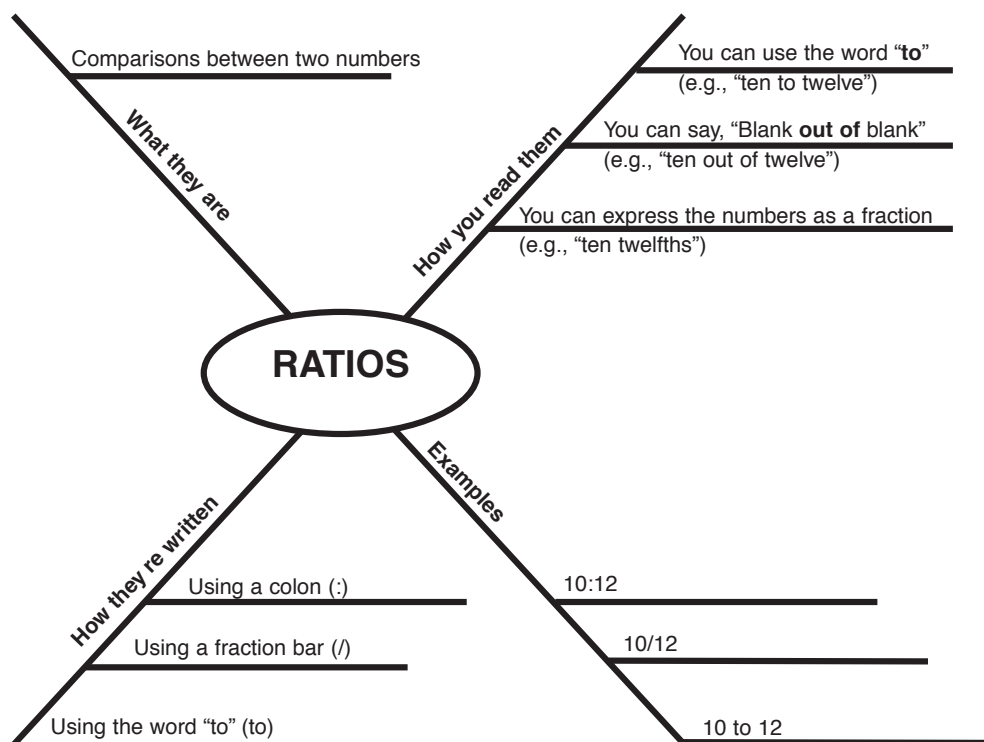 Comparisons between two numbers
What they are
You can use the word “to”
(e.g., “ten to twelve”)
You can say, “Blank out of blank”
(e.g., “ten out of twelve”)
You can express the numbers as a fraction
(e.g., “ten twelfths”)
How you read them
RATIOS
How they re written
Using a colon (:)
Using a fraction bar (/)
Using the word “to” (to)
Examples
10:12
10/12
10 to 12